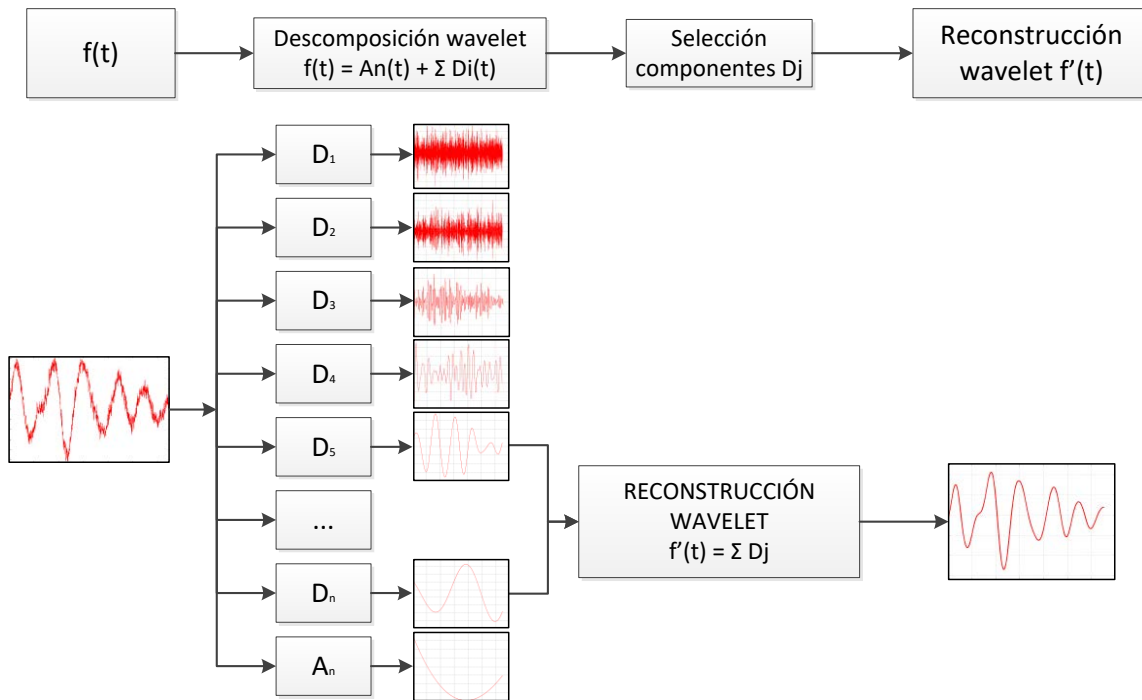 f(t)
Descomposición wavelet
f(t) = An(t) + Σ Di(t)
Selección
componentes Dj
Reconstrucción
wavelet f’(t)
D₁
D₂
D₃
D₄
D₅
...
Dₙ
Aₙ
RECONSTRUCCIÓN
WAVELET
f’(t) = Σ Dj